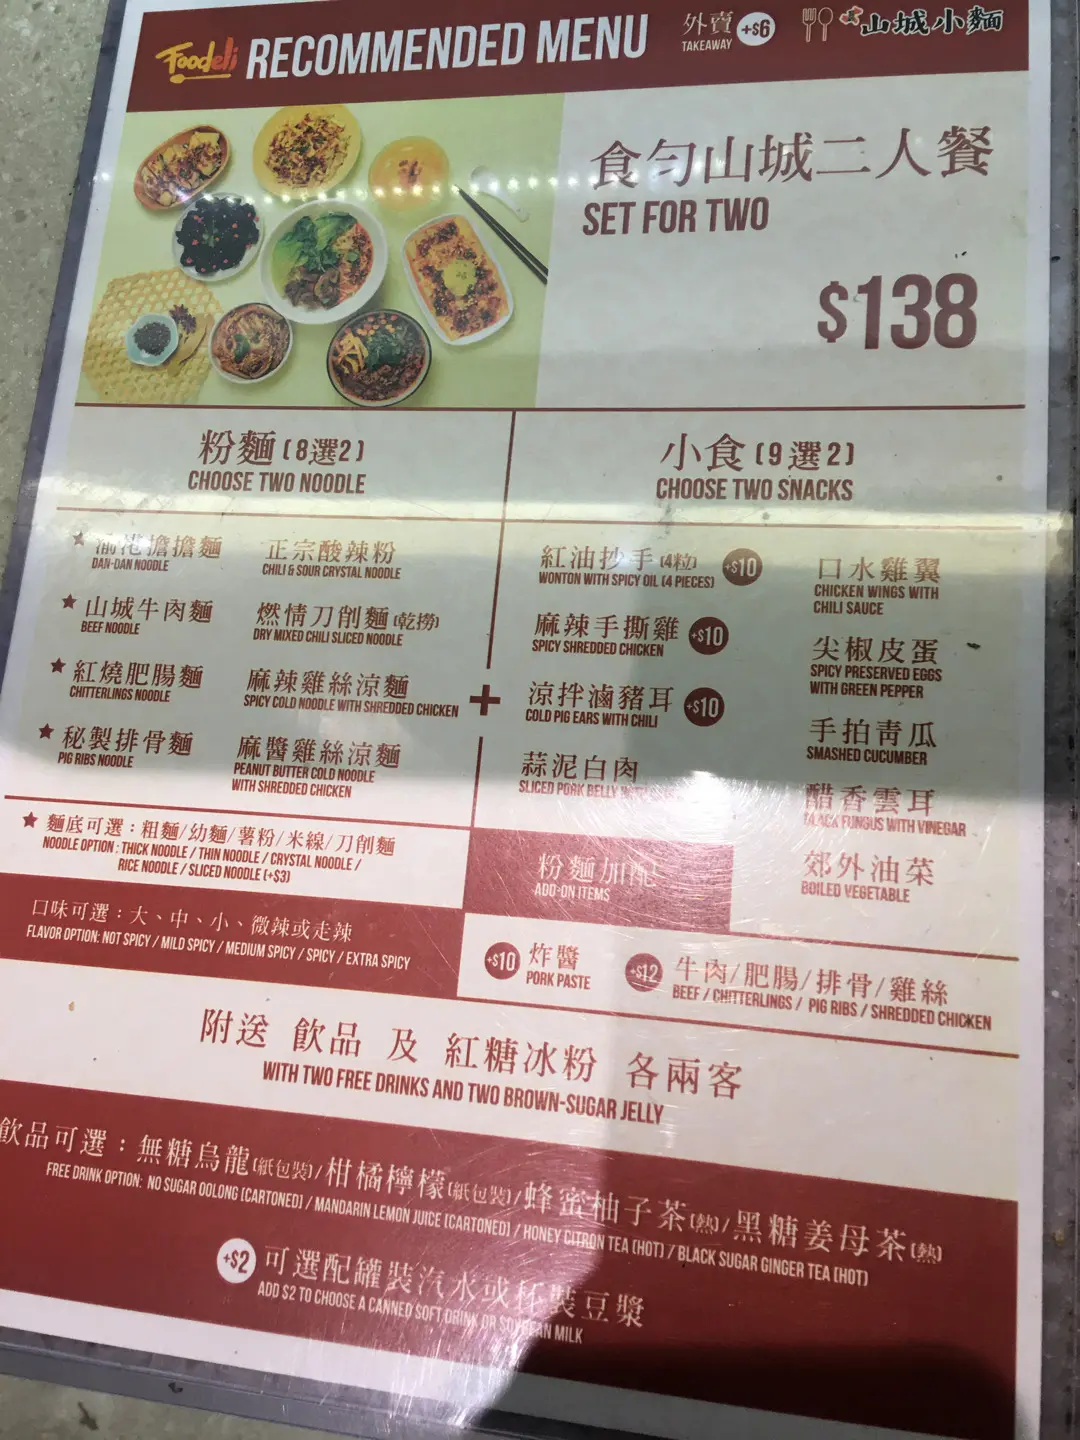 Foodeli RECOMMENDED MENU
外賣 +$6
TAKEAWAY
山城小麵
食勻山城二人餐
SET FOR TWO
$138
粉麵 (8選2)
CHOOSE TWO NOODLE
小食 (9選2)
CHOOSE TWO SNACKS
★ 渝港擔擔麵
DAN-DAN NOODLE
★ 山城牛肉麵
BEEF NOODLE
★ 紅燒肥腸麵
CHITTERLINGS NOODLE
★ 秘製排骨麵
PIG RIBS NOODLE
正宗酸辣粉
CHILI & SOUR CRYSTAL NOODLE
燃情刀削麵 (乾撈)
DRY MIXED CHILI SLICED NOODLE
麻辣雞絲涼麵
SPICY COLD NOODLE WITH SHREDDED CHICKEN
麻醬雞絲涼麵
PEANUT BUTTER COLD NOODLE
WITH SHREDDED CHICKEN
+
紅油抄手 (4粒) +$10
WONTON WITH SPICY OIL (4 PIECES)
麻辣手撕雞 +$10
SPICY SHREDDED CHICKEN
涼拌滷豬耳 +$10
COLD PIG EARS WITH CHILI
蒜泥白肉
SLICED PORK BELLY
口水雞翼
CHICKEN WINGS WITH
CHILI SAUCE
尖椒皮蛋
SPICY PRESERVED EGGS
WITH GREEN PEPPER
手拍青瓜
SMASHED CUCUMBER
醋香雲耳
BLACK FUNGUS WITH VINEGAR
郊外油菜
BOILED VEGETABLE
★ 麵底可選：粗麵/幼麵/薯粉/米線/刀削麵
NOODLE OPTION : THICK NOODLE / THIN NOODLE / CRYSTAL NOODLE /
RICE NOODLE / SLICED NOODLE (+$3)
口味可選：大、中、小、微辣或走辣
FLAVOR OPTION: NOT SPICY / MILD SPICY / MEDIUM SPICY / SPICY / EXTRA SPICY
粉麵加配
ADD-ON ITEMS
+$10 炸醬
PORK PASTE
+$12 牛肉/肥腸/排骨/雞絲
BEEF / CHITTERLINGS / PIG RIBS / SHREDDED CHICKEN
附送 飲品 及 紅糖冰粉 各兩客
WITH TWO FREE DRINKS AND TWO BROWN-SUGAR JELLY
飲品可選：無糖烏龍(紙包裝)/柑橘檸檬(紙包裝)/蜂蜜柚子茶(熱)/黑糖姜母茶(熱)
FREE DRINK OPTION: NO SUGAR OOLONG (CARTONED) / MANDARIN LEMON JUICE (CARTONED) / HONEY CITRON TEA (HOT) / BLACK SUGAR GINGER TEA (HOT)
+$2 可選配罐裝汽水或杯裝豆漿
ADD $2 TO CHOOSE A CANNED SOFT DRINK OR SOYBEAN MILK